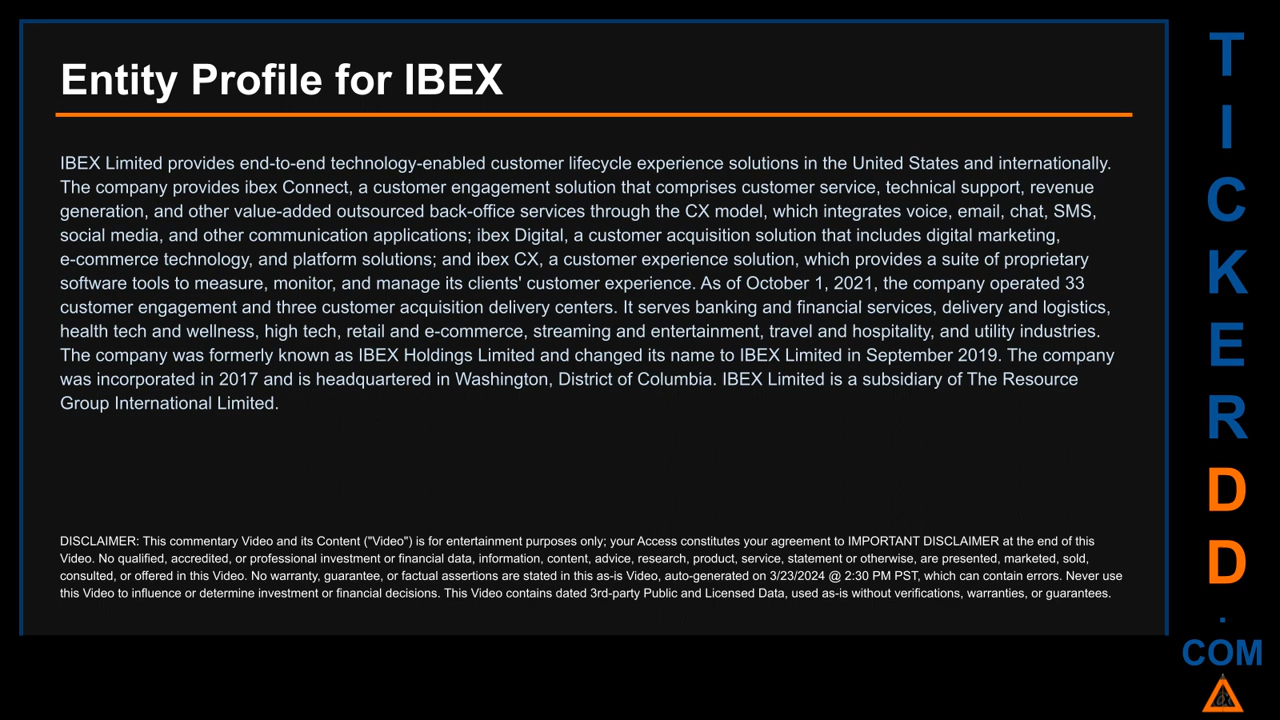 Entity Profile for IBEX
IBEX Limited provides end-to-end technology-enabled customer lifecycle experience solutions in the United States and internationally.
The company provides ibex Connect, a customer engagement solution that comprises customer service, technical support, revenue
generation, and other value-added outsourced back-office services through the CX model, which integrates voice, email, chat, SMS,
social media, and other communication applications; ibex Digital, a customer acquisition solution that includes digital marketing,
e-commerce technology, and platform solutions; and ibex CX, a customer experience solution, which provides a suite of proprietary
software tools to measure, monitor, and manage its clients' customer experience. As of October 1, 2021, the company operated 33
customer engagement and three customer acquisition delivery centers. It serves banking and financial services, delivery and logistics,
health tech and wellness, high tech, retail and e-commerce, streaming and entertainment, travel and hospitality, and utility industries.
The company was formerly known as IBEX Holdings Limited and changed its name to IBEX Limited in September 2019. The company
was incorporated in 2017 and is headquartered in Washington, District of Columbia. IBEX Limited is a subsidiary of The Resource
Group International Limited.
DISCLAIMER: This commentary Video and its Content ("Video") is for entertainment purposes only; your Access constitutes your agreement to IMPORTANT DISCLAIMER at the end of this
Video. No qualified, accredited, or professional investment or financial data, information, content, advice, research, product, service, statement or otherwise, are presented, marketed, sold,
consulted, or offered in this Video. No warranty, guarantee, or factual assertions are stated in this as-is Video, auto-generated on 3/23/2024 @ 2:30 PM PST, which can contain errors. Never use
this Video to influence or determine investment or financial decisions. This Video contains dated 3rd-party Public and Licensed Data, used as-is without verifications, warranties, or guarantees.
T
I
C
K
E
R
D
D
.
COM